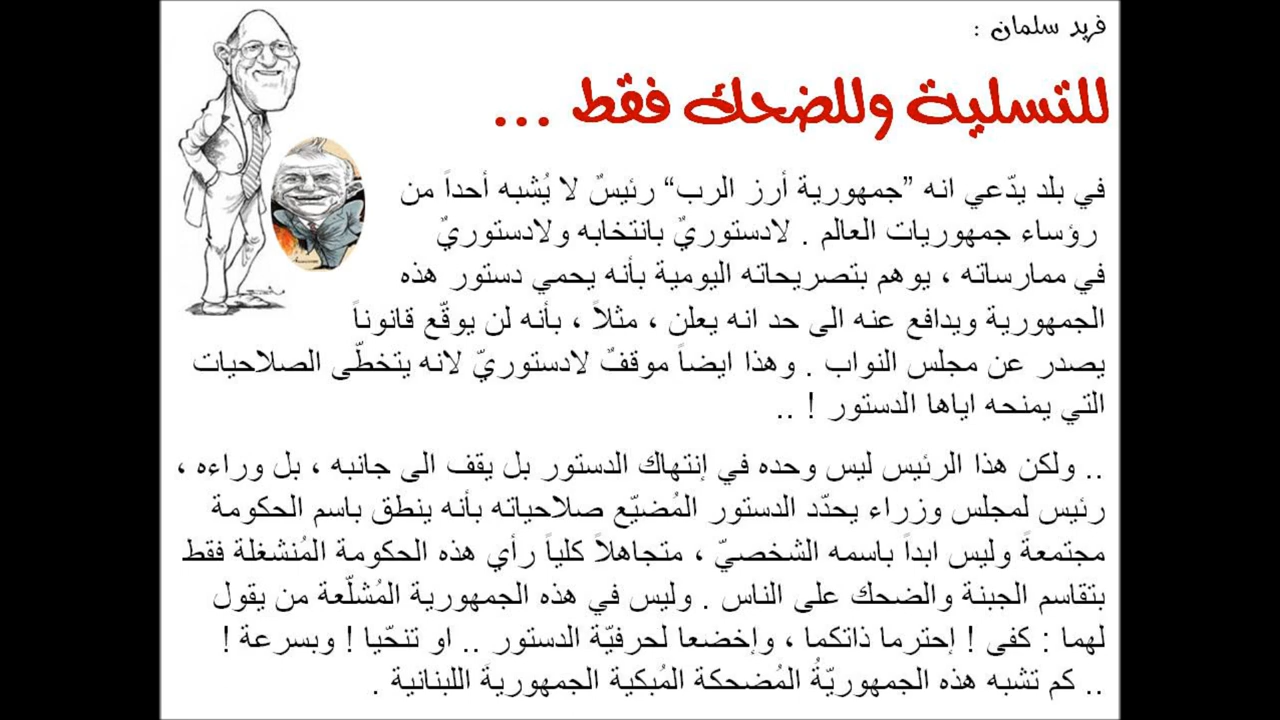 فريد سلمان :
للتسلية وللضحك فقط ...
في بلد يدّعي انه ”جمهورية أرز الرب“ رئيسٌ لا يُشبه أحداً من
رؤساء جمهوريات العالم . لادستوريٌ بانتخابه ولادستوريٌ
في ممارساته ، يوهم بتصريحاته اليومية بأنه يحمي دستور هذه
الجمهورية ويدافع عنه الى حد انه يعلن ، مثلاً ، بأنه لن يوقّع قانوناً
يصدر عن مجلس النواب . وهذا ايضاً موقفٌ لادستوريّ لانه يتخطّى الصلاحيات
التي يمنحه اياها الدستور ! ..
.. ولكن هذا الرئيس ليس وحده في إنتهاك الدستور بل يقف الى جانبه ، بل وراءه ،
رئيس لمجلس وزراء يحدّد الدستور المُضيّع صلاحياته بأنه ينطق باسم الحكومة
مجتمعةً وليس ابداً باسمه الشخصيّ ، متجاهلاً كلياً رأي هذه الحكومة المُنشغلة فقط
بتقاسم الجبنة والضحك على الناس . وليس في هذه الجمهورية المُشلّعة من يقول
لهما : كفى ! إحترما ذاتكما ، وإخضعا لحرفيّة الدستور .. او تنحّيا ! وبسرعة !
.. كم تشبه هذه الجمهوريّةُ المُضحكة المُبكية الجمهوريةَ اللبنانية .